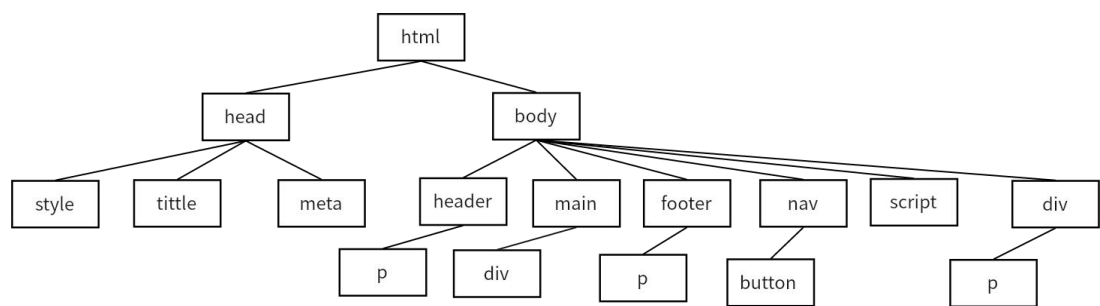 html
head
body
style
tittle
meta
header
main
footer
nav
script
div
p
div
p
button
p